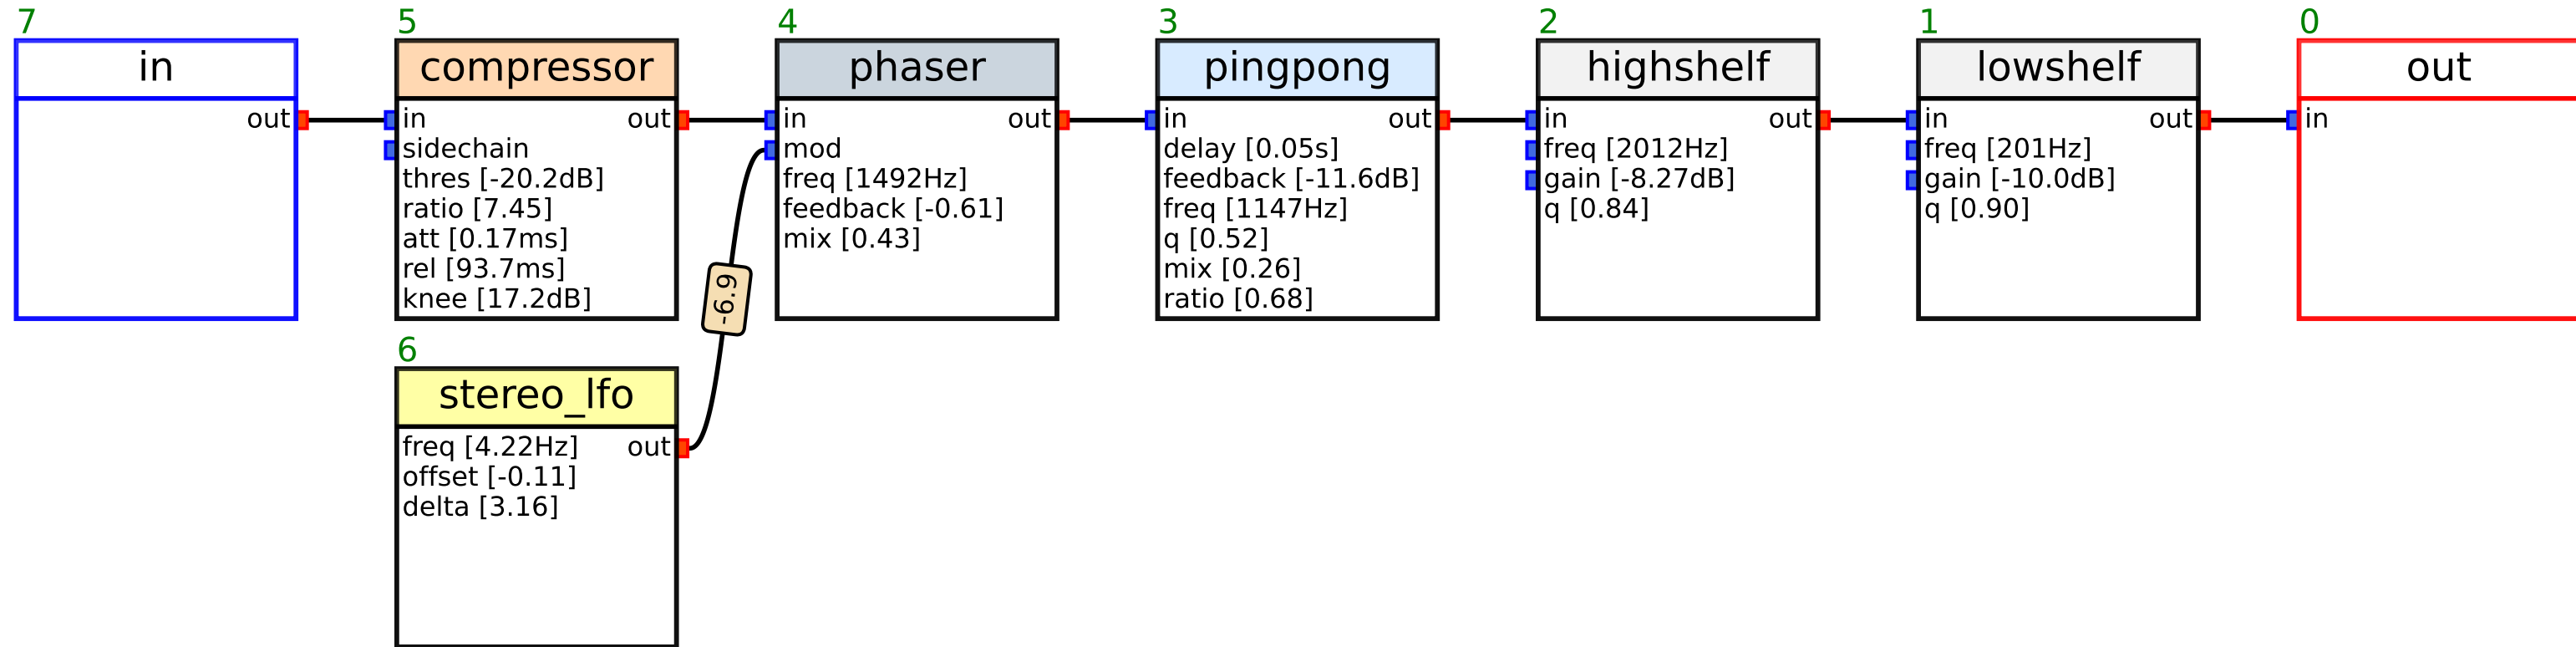 7
in
out
5
compressor
in out
sidechain
thres [-20.2dB]
ratio [7.45]
att [0.17ms]
rel [93.7ms]
knee [17.2dB]
6
stereo_lfo
freq [4.22Hz] out
offset [-0.11]
delta [3.16]
-6.9
4
phaser
in out
mod
freq [1492Hz]
feedback [-0.61]
mix [0.43]
3
pingpong
in out
delay [0.05s]
feedback [-11.6dB]
freq [1147Hz]
q [0.52]
mix [0.26]
ratio [0.68]
2
highshelf
in out
freq [2012Hz]
gain [-8.27dB]
q [0.84]
1
lowshelf
in out
freq [201Hz]
gain [-10.0dB]
q [0.90]
0
out
in